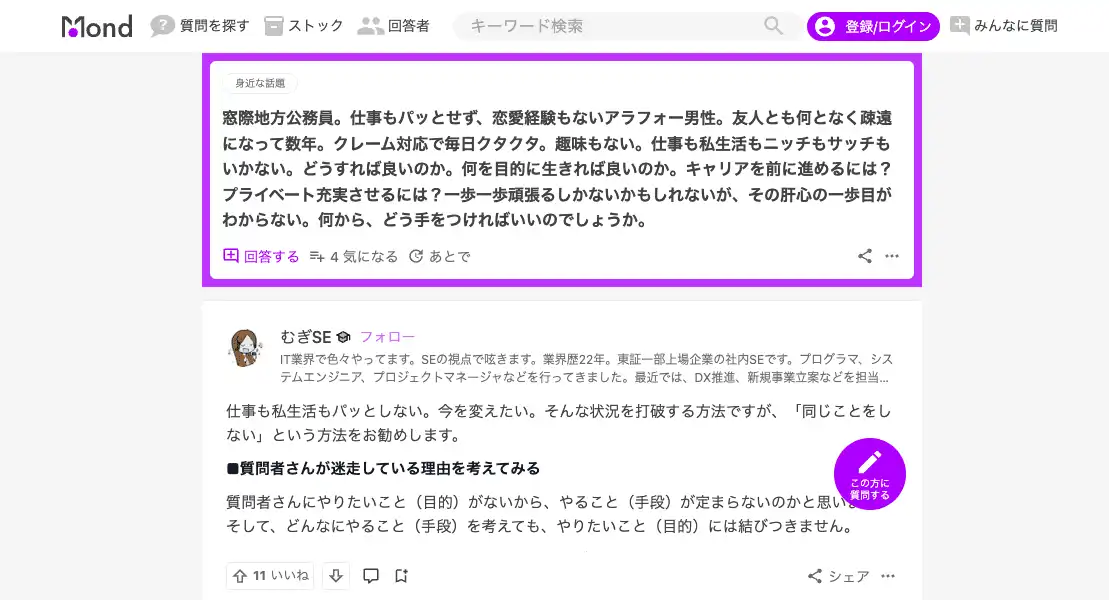 Mond 質問を探す ストック 回答者 キーワード検索 登録/ログイン みんなに質問
身近な話題
窓際地方公務員。仕事もパッとせず、恋愛経験もないアラフォー男性。友人とも何となく疎遠
になって数年。クレーム対応で毎日クタクタ。趣味もない。仕事も私生活もニッチもサッチも
いかない。どうすれば良いのか。何を目的に生きれば良いのか。キャリアを前に進めるには？
プライベート充実させるには？一歩一歩頑張るしかないかもしれないが、その肝心の一歩目が
わからない。何から、どう手をつければいいのでしょうか。
回答する 4 気になる あとで
むぎSE フォロー
IT業界で色々やってます。SEの視点で呟きます。業界歴22年。東証一部上場企業の社内SEです。プログラマ、シス
テムエンジニア、プロジェクトマネージャなどを行ってきました。最近では、DX推進、新規事業立案などを担当...
仕事も私生活もパッとしない。今を変えたい。そんな状況を打破する方法ですが、「同じことをし
ない」という方法をお勧めします。
■質問者さんが迷走している理由を考えてみる
質問者さんにやりたいこと（目的）がないから、やること（手段）が定まらないのかと思い
そして、どんなにやること（手段）を考えても、やりたいこと（目的）には結びつきません。
この方に
質問する
11 いいね シェア